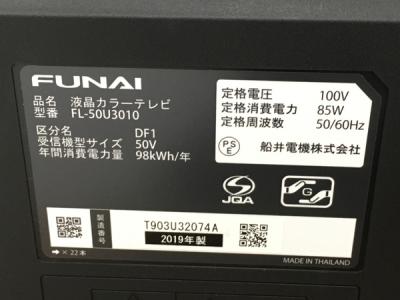 FUNAI
品名 液晶カラーテレビ
型番 FL-50U3010
区分名 DF1
受信機型サイズ 50V
年間消費電力量 98kWh/年
定格電圧 100V
定格消費電力 85W
定格周波数 50/60Hz
PSE 船井電機株式会社
JQA
G
製造番号 T903U32074A
2019年製
→×22本
MADE IN THAILAND